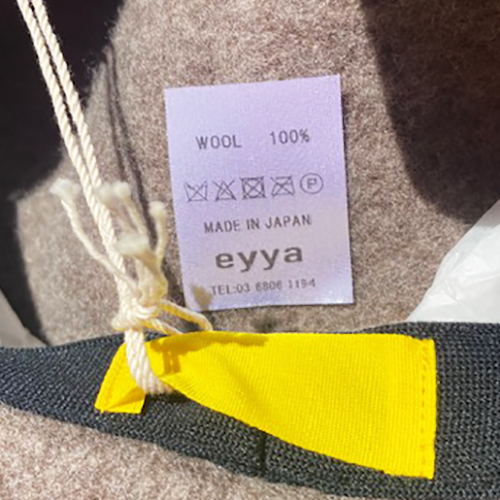 WOOL 100%
P
MADE IN JAPAN
eyya
TEL:03 6806 1194